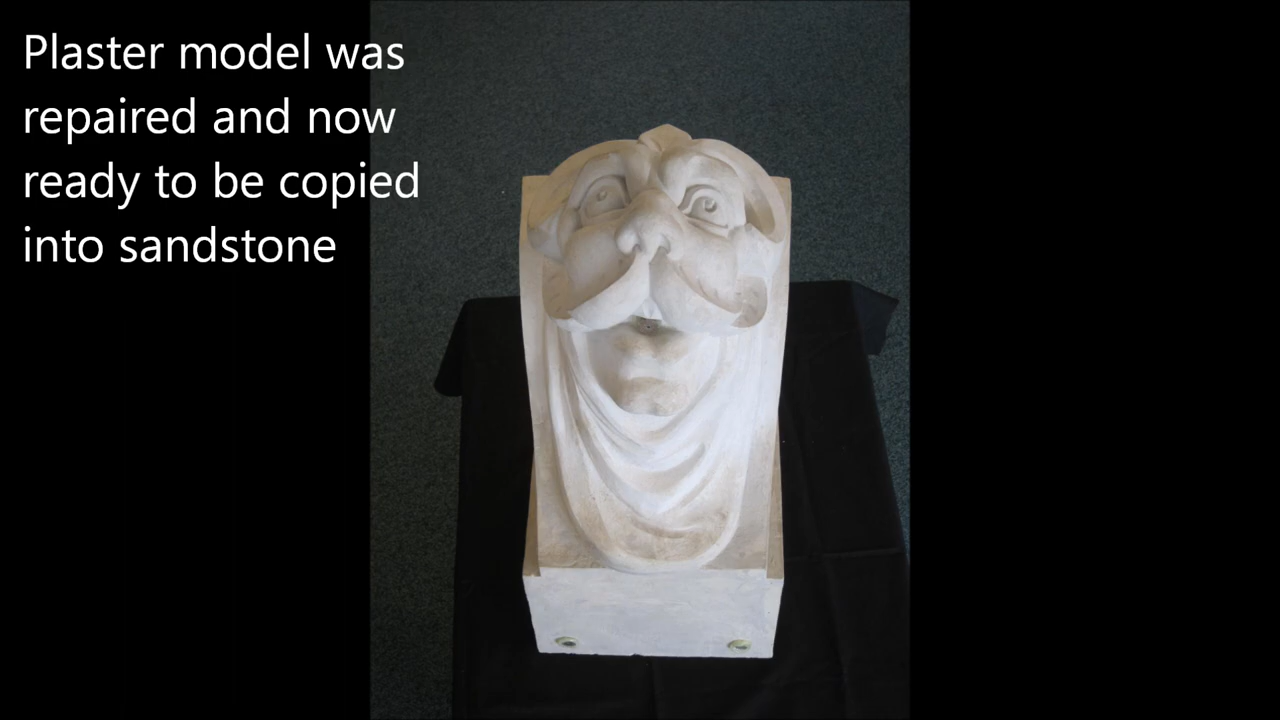 Plaster model was
repaired and now
ready to be copied
into sandstone